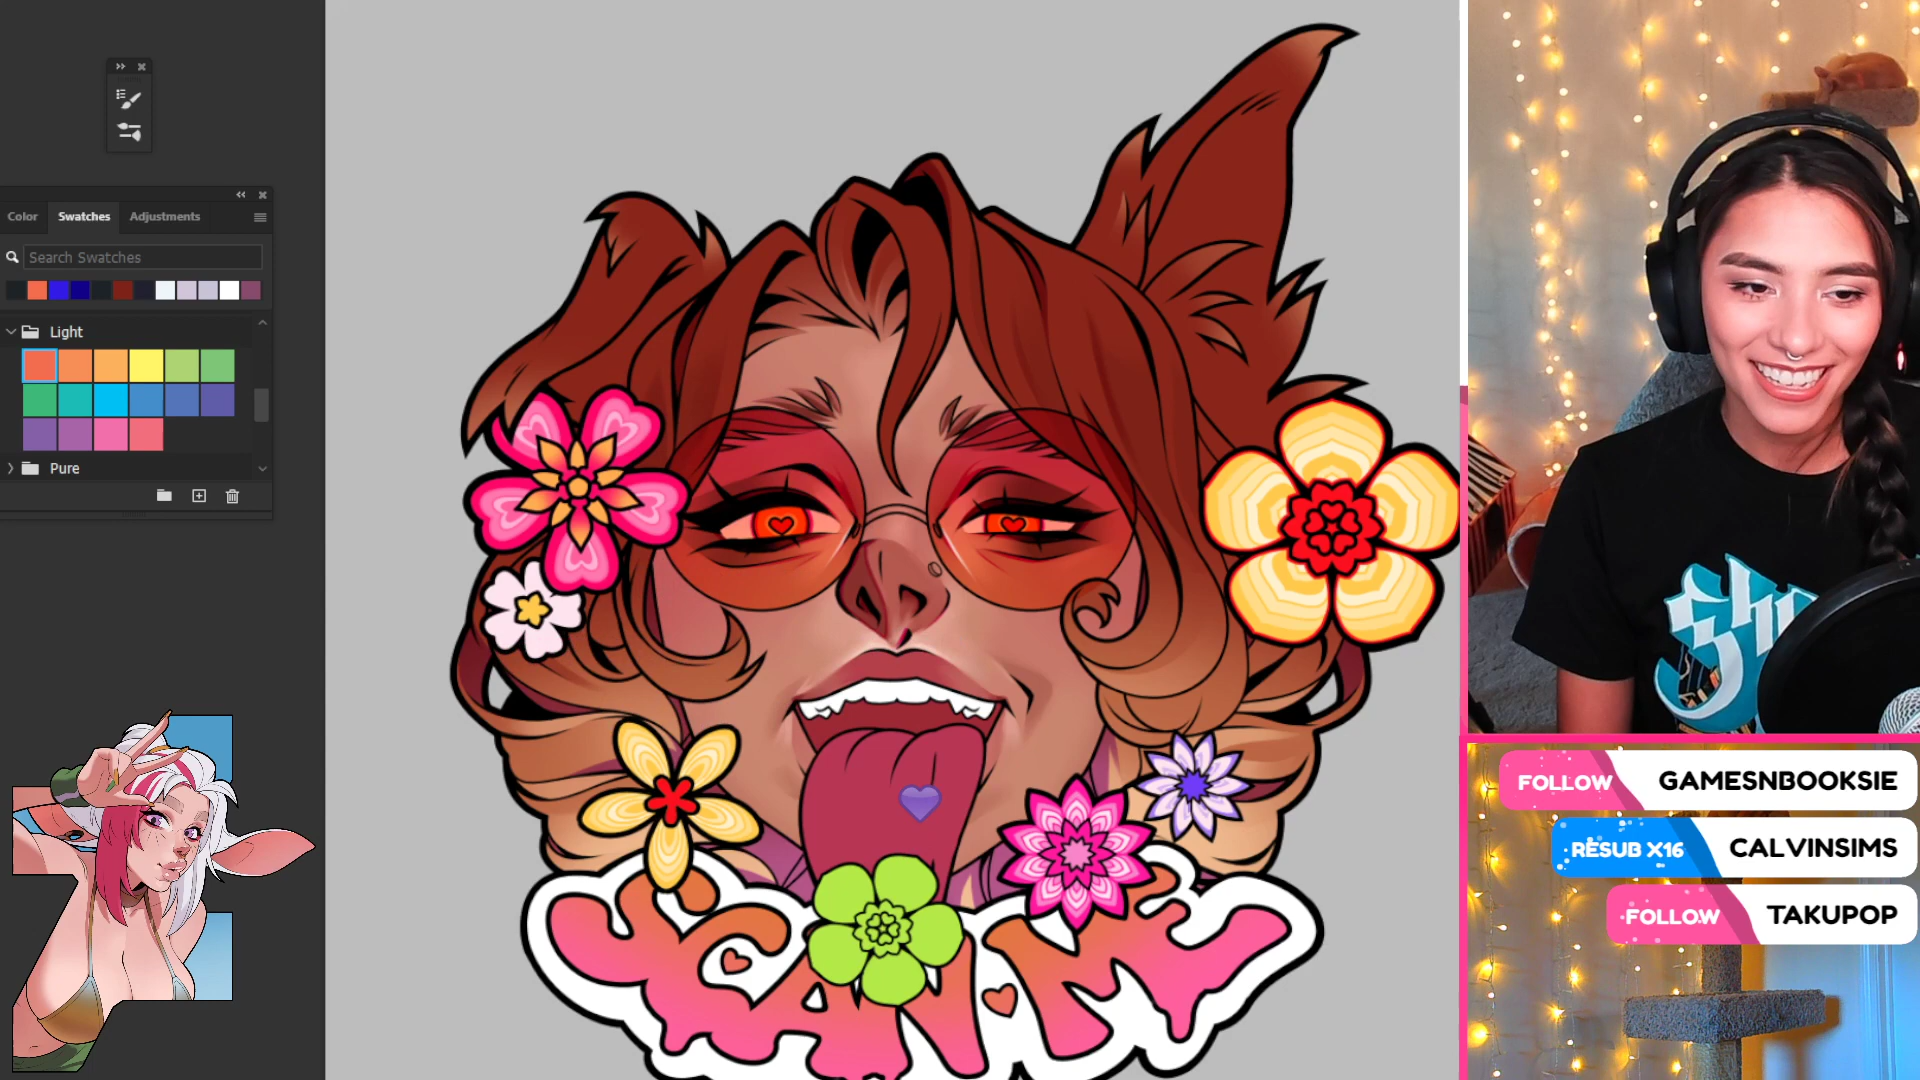 Color Swatches Adjustments
Search Swatches
Light
Pure
FOLLOW GAMESNBOOKSIE
RESUB X16 CALVINSIMS
FOLLOW TAKUPOP